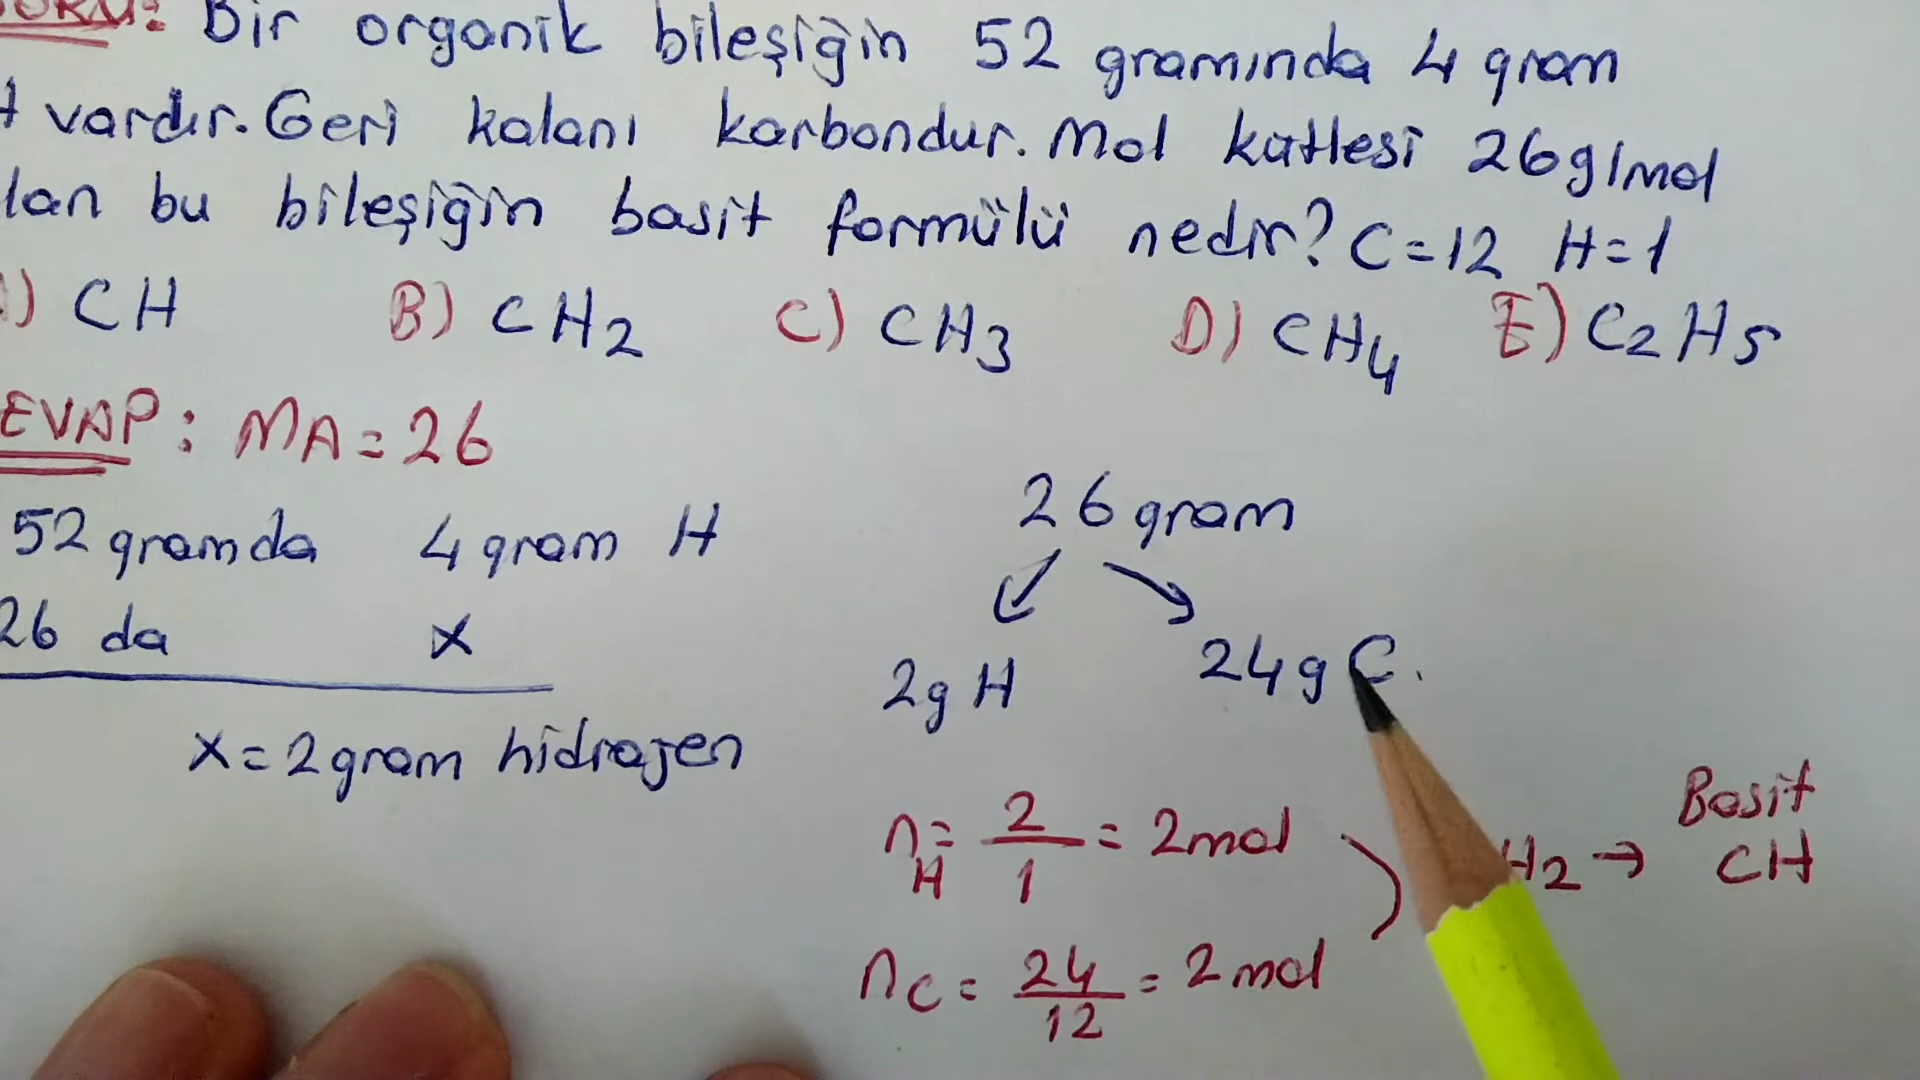 SORU: Bir organik bileşiğin 52 gramında 4 gram
H vardır. Geri kalanı karbondur. Mol kütlesi 26g/mol
lan bu bileşiğin basit formülü nedir? C=12 H=1
) CH B) CH2 C) CH3 D) CH4 E) C2H5
EVAP: MA=26
52 gramda 4 gram H
26 da x
x=2 gram hidrojen
26 gram
2g H 24g C.
nH = 2/1 = 2mol
nC = 24/12 = 2mol
H2 → Basit CH